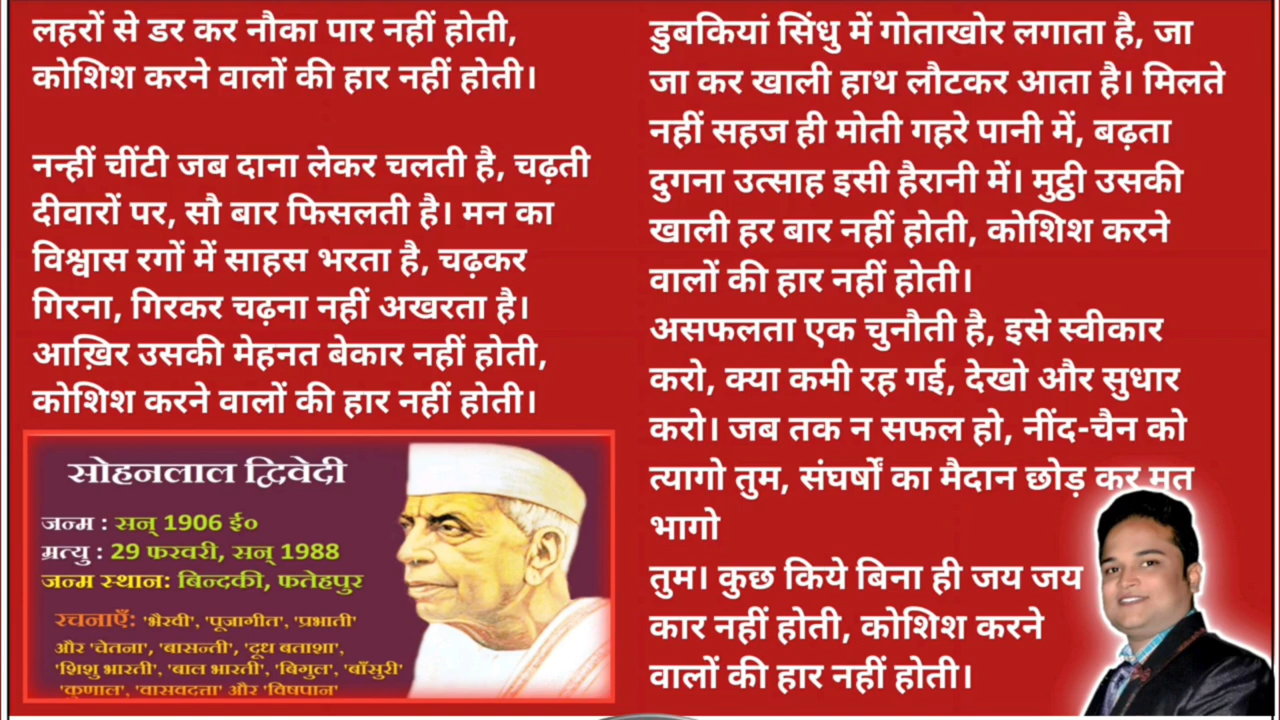 लहरों से डर कर नौका पार नहीं होती,
कोशिश करने वालों की हार नहीं होती।
नन्हीं चींटी जब दाना लेकर चलती है, चढ़ती
दीवारों पर, सौ बार फिसलती है। मन का
विश्वास रगों में साहस भरता है, चढ़कर
गिरना, गिरकर चढ़ना नहीं अखरता है।
आख़िर उसकी मेहनत बेकार नहीं होती,
कोशिश करने वालों की हार नहीं होती।
सोहनलाल द्विवेदी
जन्म : सन् 1906 ई०
म्रत्यु : 29 फरवरी, सन् 1988
जन्म स्थान: बिन्दकी, फतेहपुर
रचनाएँ: 'भैरवी', 'पूजागीत', 'प्रभाती'
और 'चेतना', 'बासन्ती', 'दूध बताशा',
'शिशु भारती', 'बाल भारती', 'बिगुल', 'बाँसुरी'
'कुणाल', 'वासवदता' और 'विषपान'
डुबकियां सिंधु में गोताखोर लगाता है, जा
जा कर खाली हाथ लौटकर आता है। मिलते
नहीं सहज ही मोती गहरे पानी में, बढ़ता
दुगना उत्साह इसी हैरानी में। मुट्ठी उसकी
खाली हर बार नहीं होती, कोशिश करने
वालों की हार नहीं होती।
असफलता एक चुनौती है, इसे स्वीकार
करो, क्या कमी रह गई, देखो और सुधार
करो। जब तक न सफल हो, नींद-चैन को
त्यागो तुम, संघर्षों का मैदान छोड़ कर मत
भागो
तुम। कुछ किये बिना ही जय जय
कार नहीं होती, कोशिश करने
वालों की हार नहीं होती।